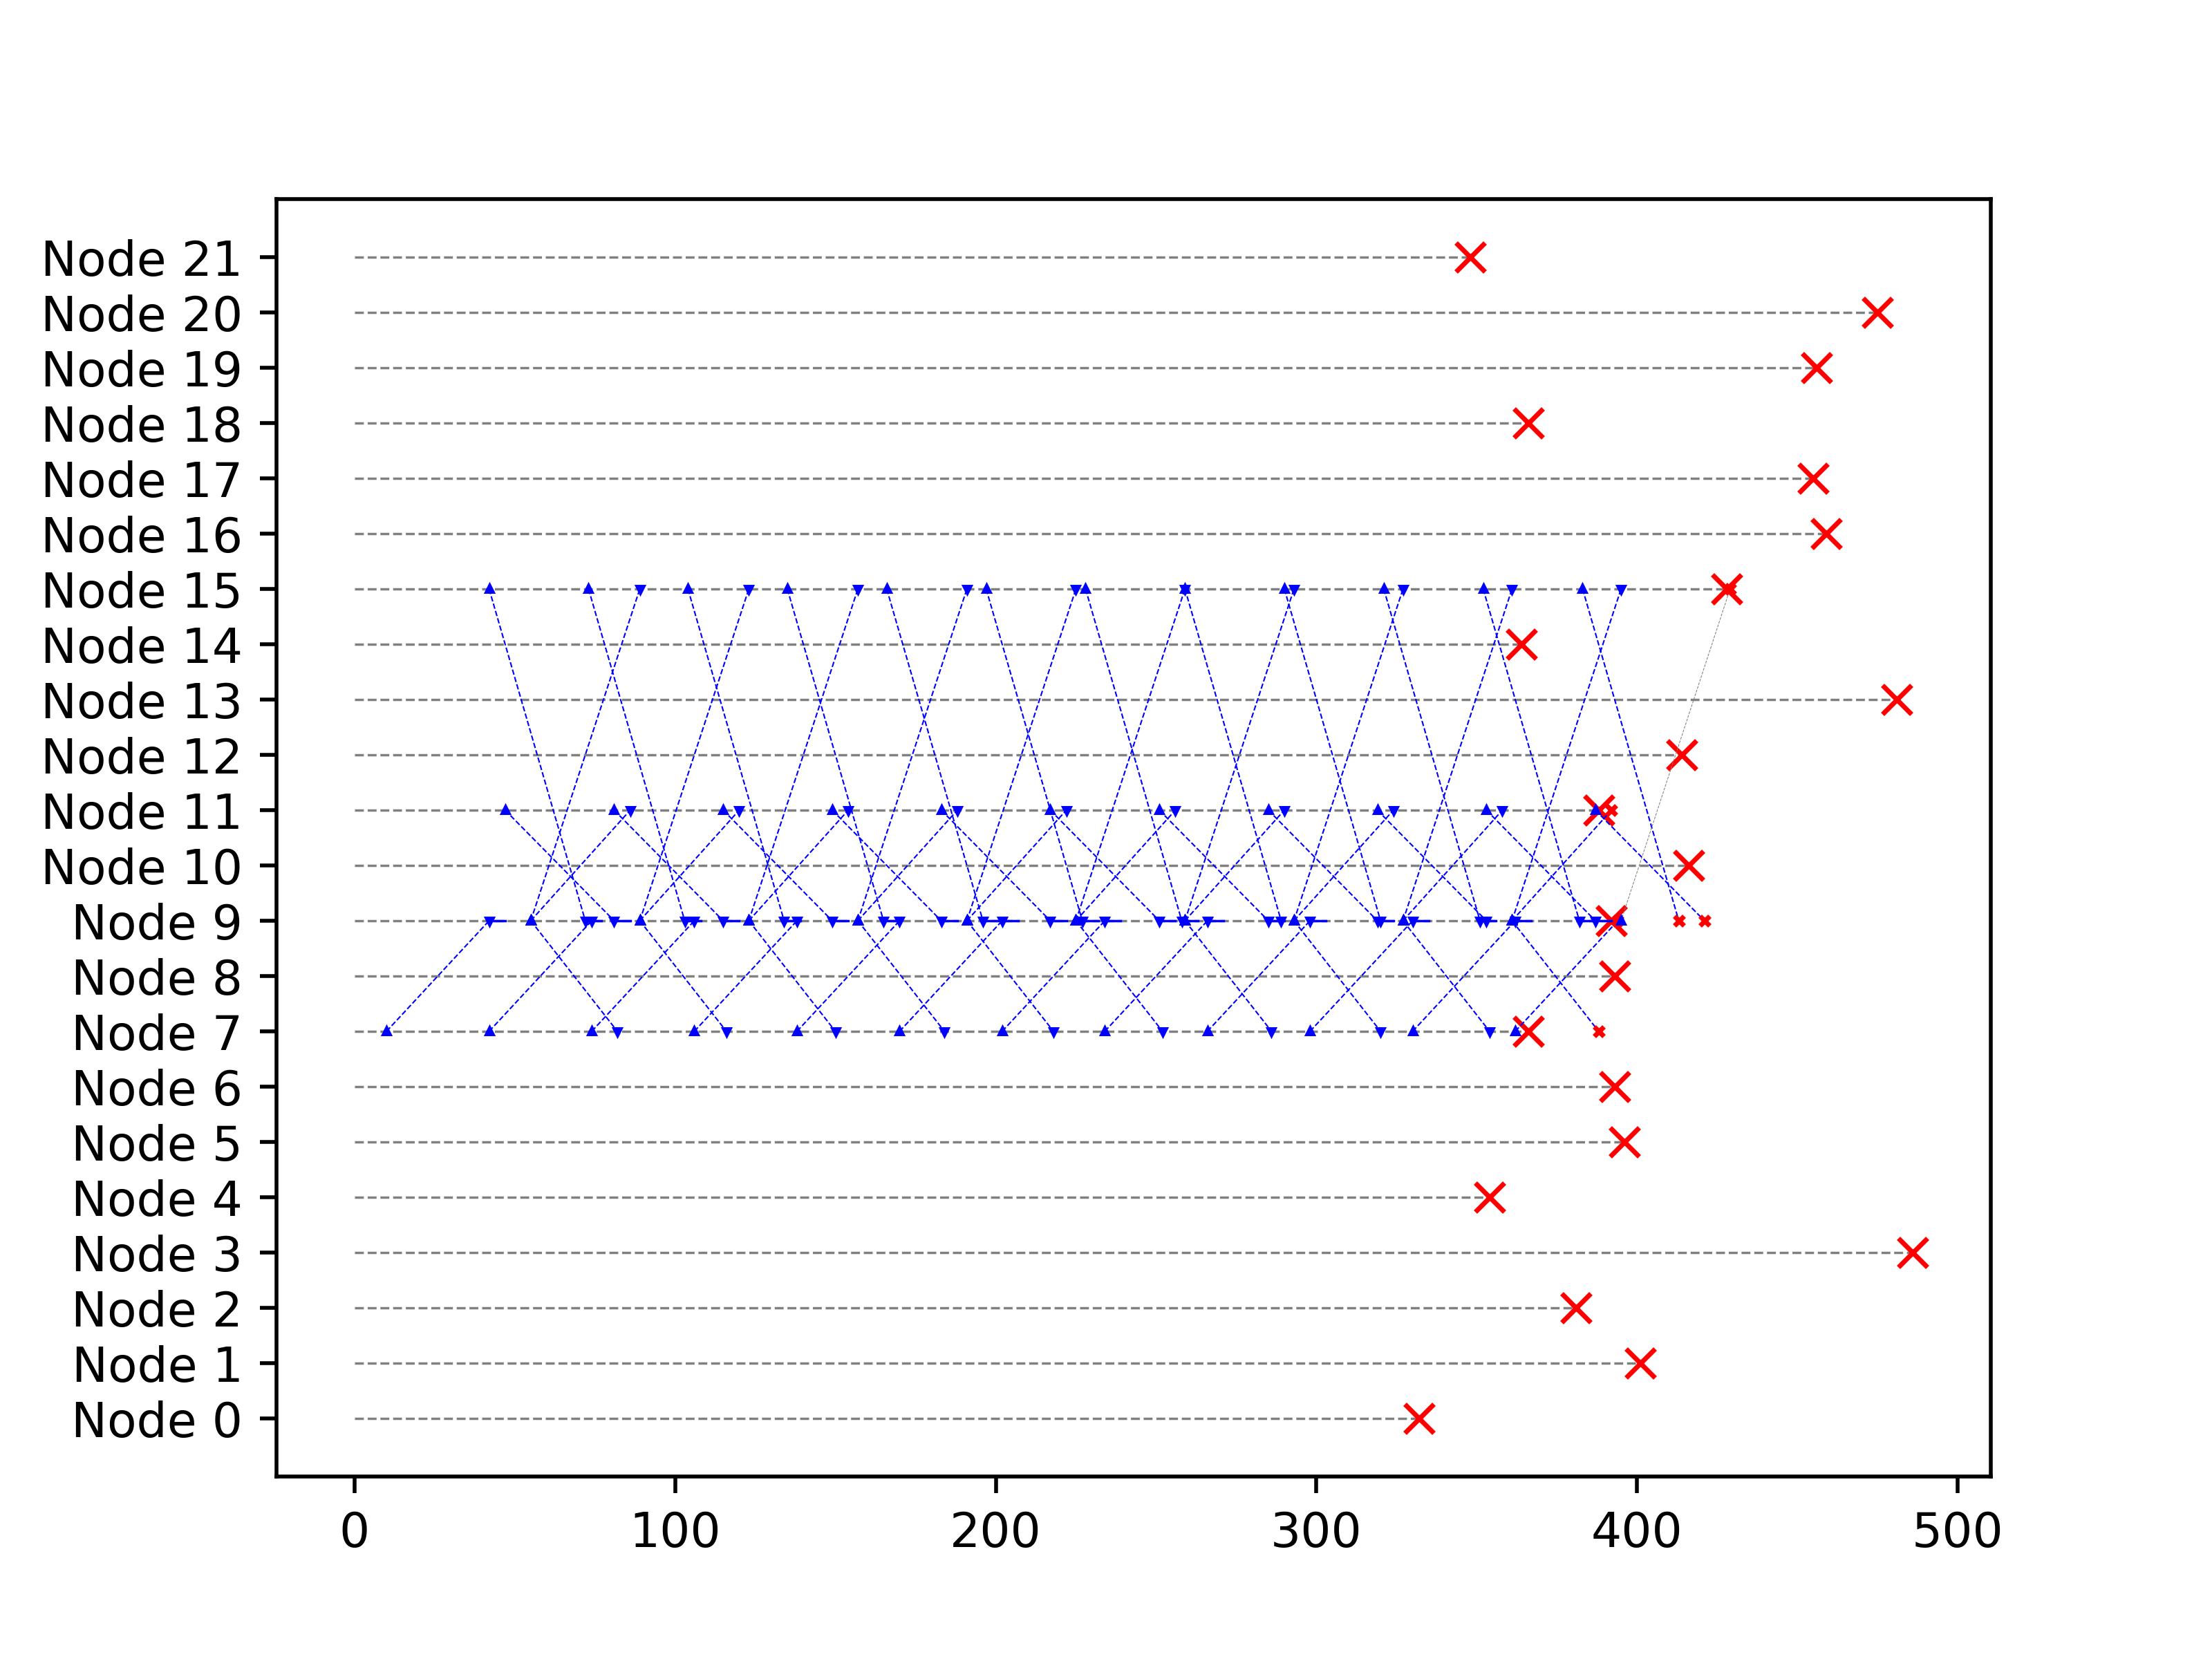 Node 21
Node 20
Node 19
Node 18
Node 17
Node 16
Node 15
Node 14
Node 13
Node 12
Node 11
Node 10
Node 9
Node 8
Node 7
Node 6
Node 5
Node 4
Node 3
Node 2
Node 1
Node 0
0 100 200 300 400 500